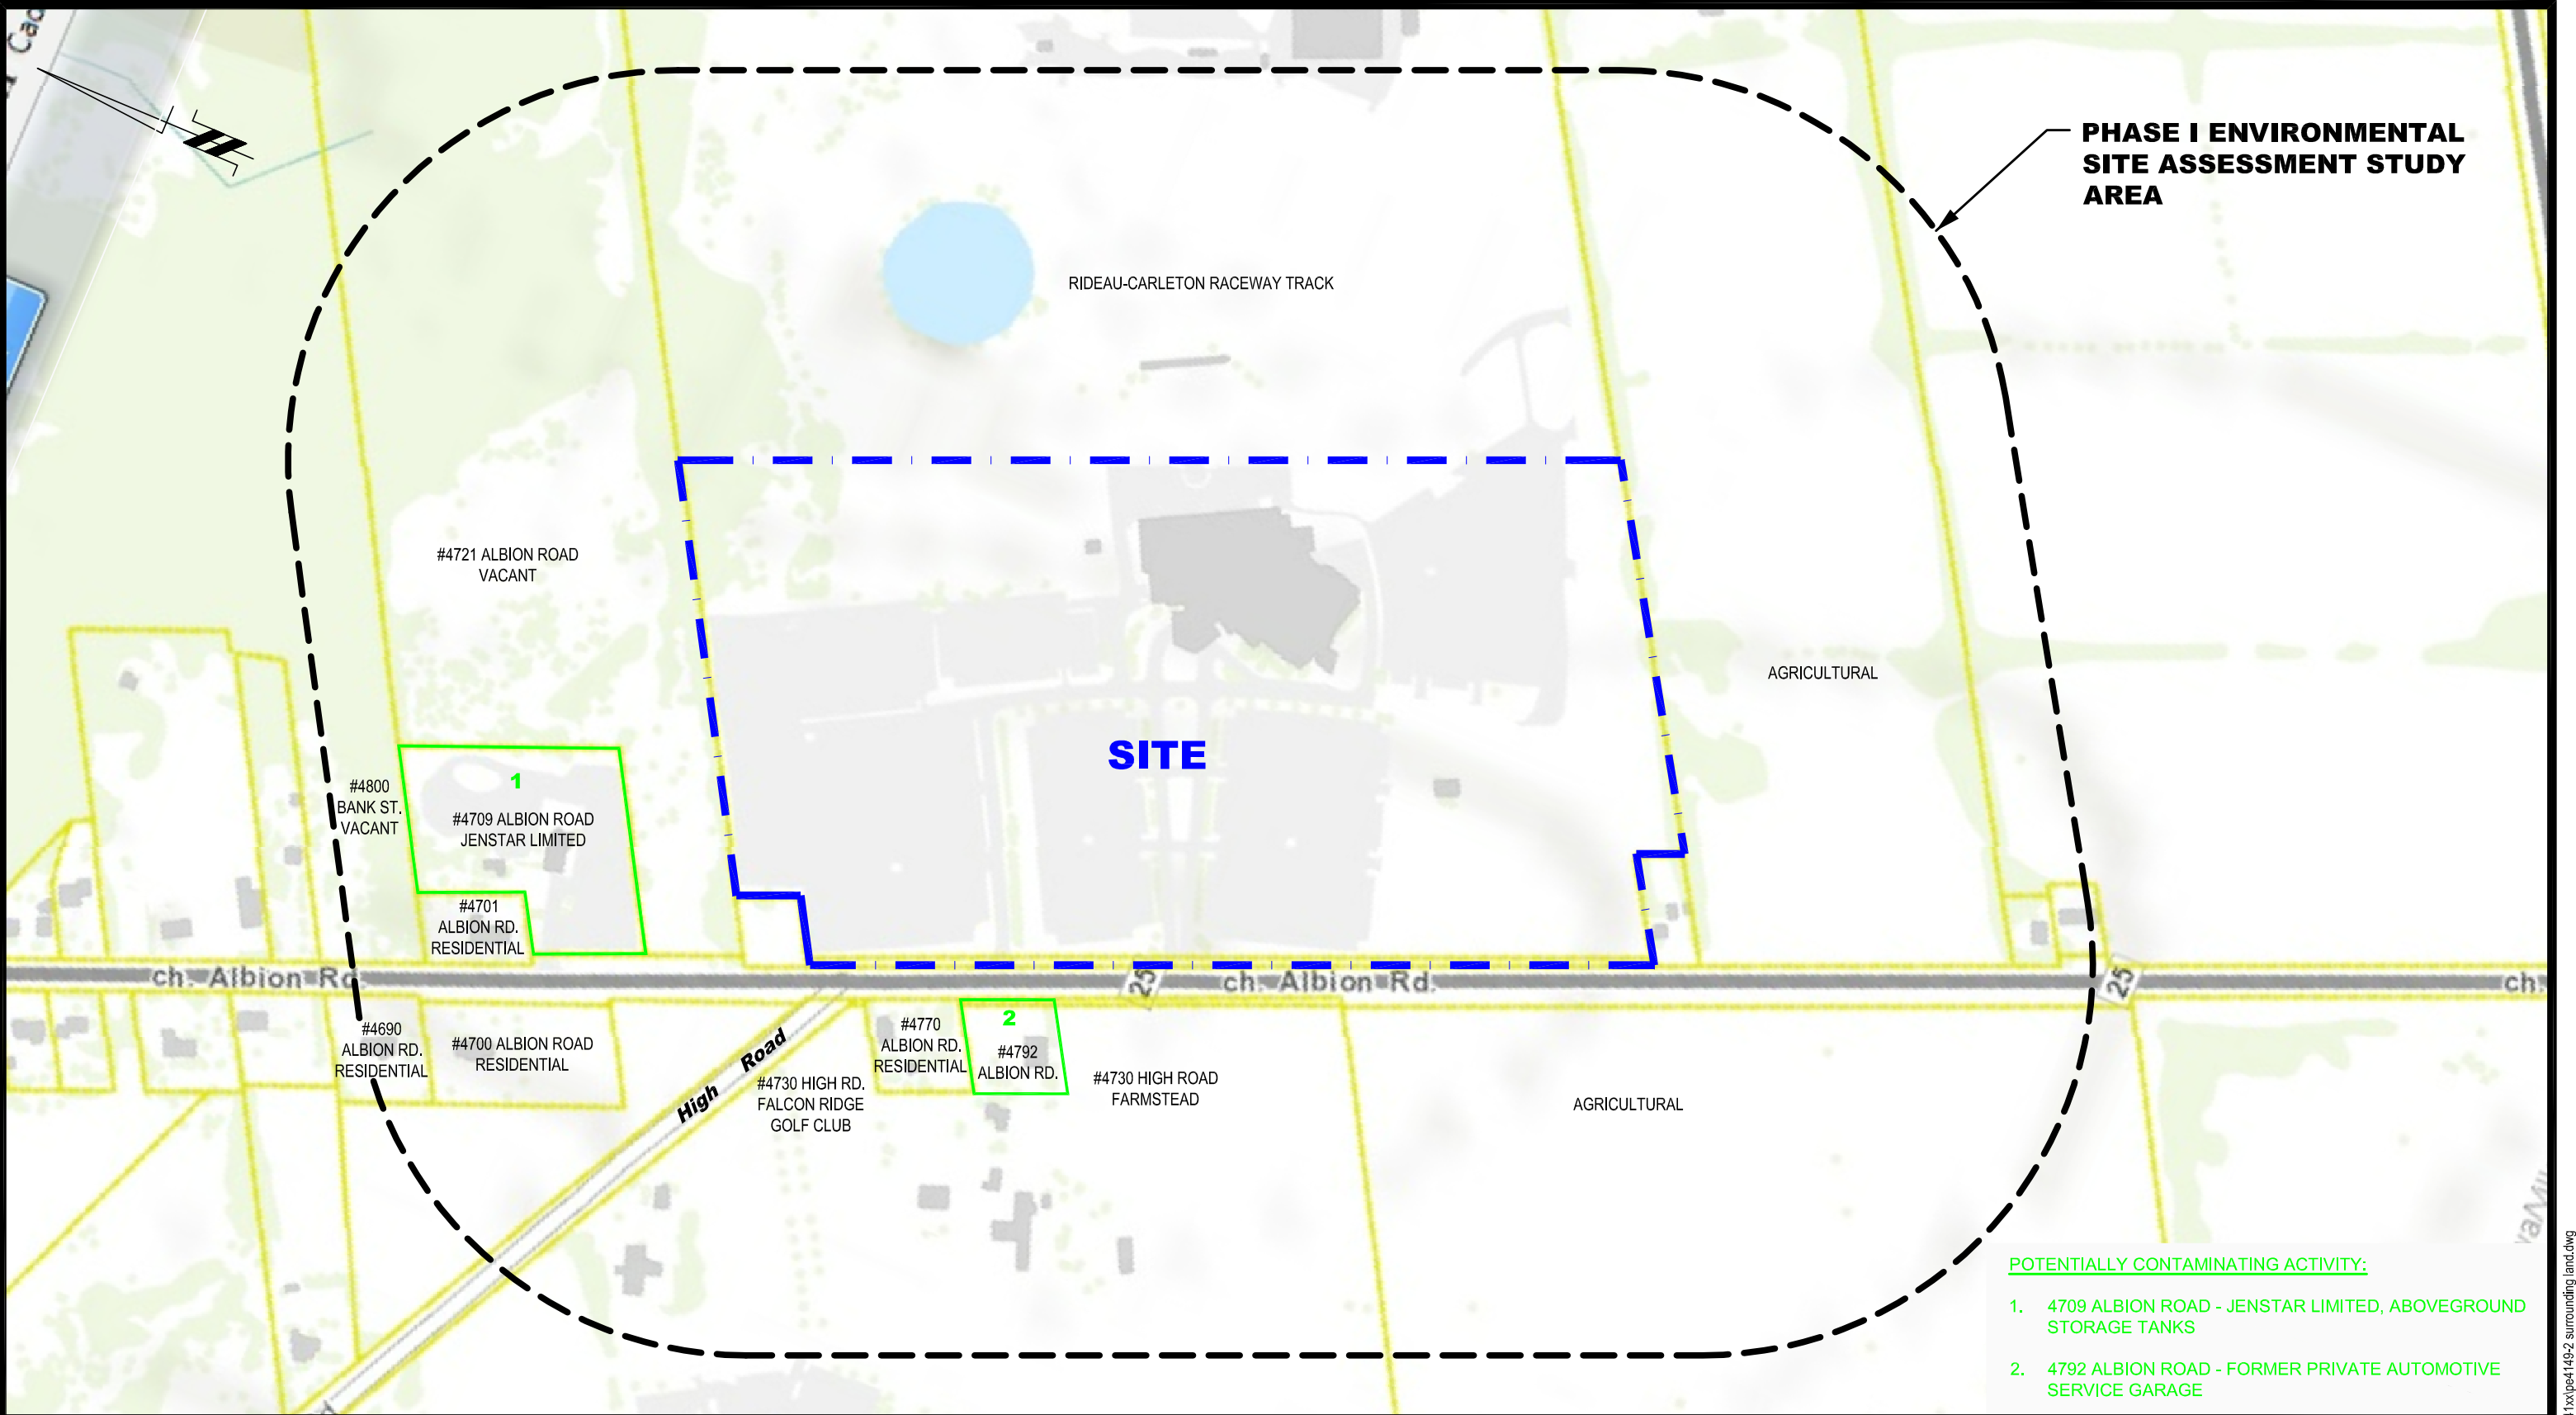 PHASE I ENVIRONMENTAL
SITE ASSESSMENT STUDY
AREA
RIDEAU-CARLETON RACEWAY TRACK
#4721 ALBION ROAD
VACANT
AGRICULTURAL
SITE
#4800
BANK ST.
VACANT
1
#4709 ALBION ROAD
JENSTAR LIMITED
#4701
ALBION RD.
RESIDENTIAL
ch. Albion Rd.
25
ch. Albion Rd.
25
ch.
#4690
ALBION RD.
RESIDENTIAL
#4700 ALBION ROAD
RESIDENTIAL
High Road
#4730 HIGH RD.
FALCON RIDGE
GOLF CLUB
#4770
ALBION RD.
RESIDENTIAL
2
#4792
ALBION RD.
#4730 HIGH ROAD
FARMSTEAD
AGRICULTURAL
POTENTIALLY CONTAMINATING ACTIVITY:
1. 4709 ALBION ROAD - JENSTAR LIMITED, ABOVEGROUND
STORAGE TANKS
2. 4792 ALBION ROAD - FORMER PRIVATE AUTOMOTIVE
SERVICE GARAGE
surrounding land.dwg